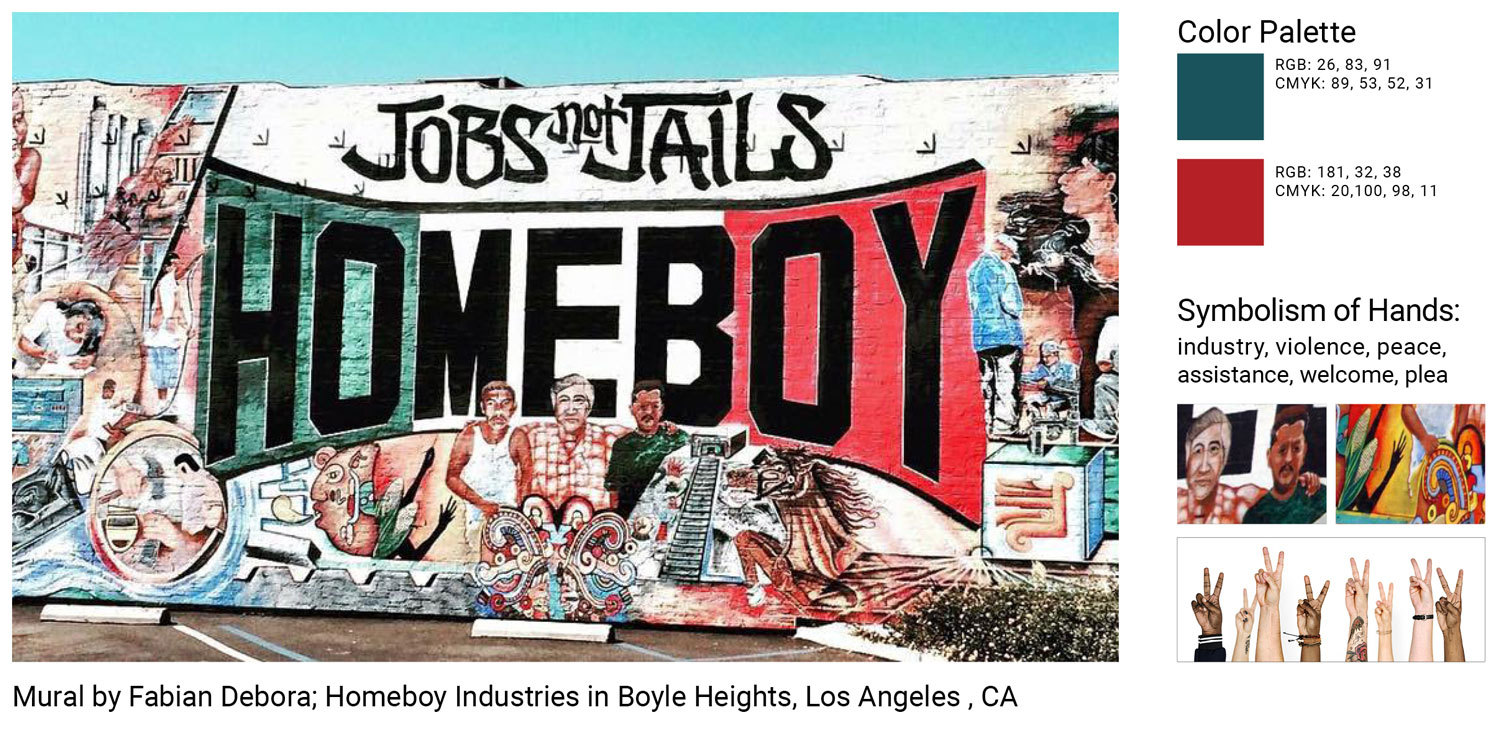 JOBS not JAILS
HOMEBOY
Mural by Fabian Debora; Homeboy Industries in Boyle Heights, Los Angeles , CA
Color Palette
RGB: 26, 83, 91
CMYK: 89, 53, 52, 31
RGB: 181, 32, 38
CMYK: 20,100, 98, 11
Symbolism of Hands:
industry, violence, peace,
assistance, welcome, plea